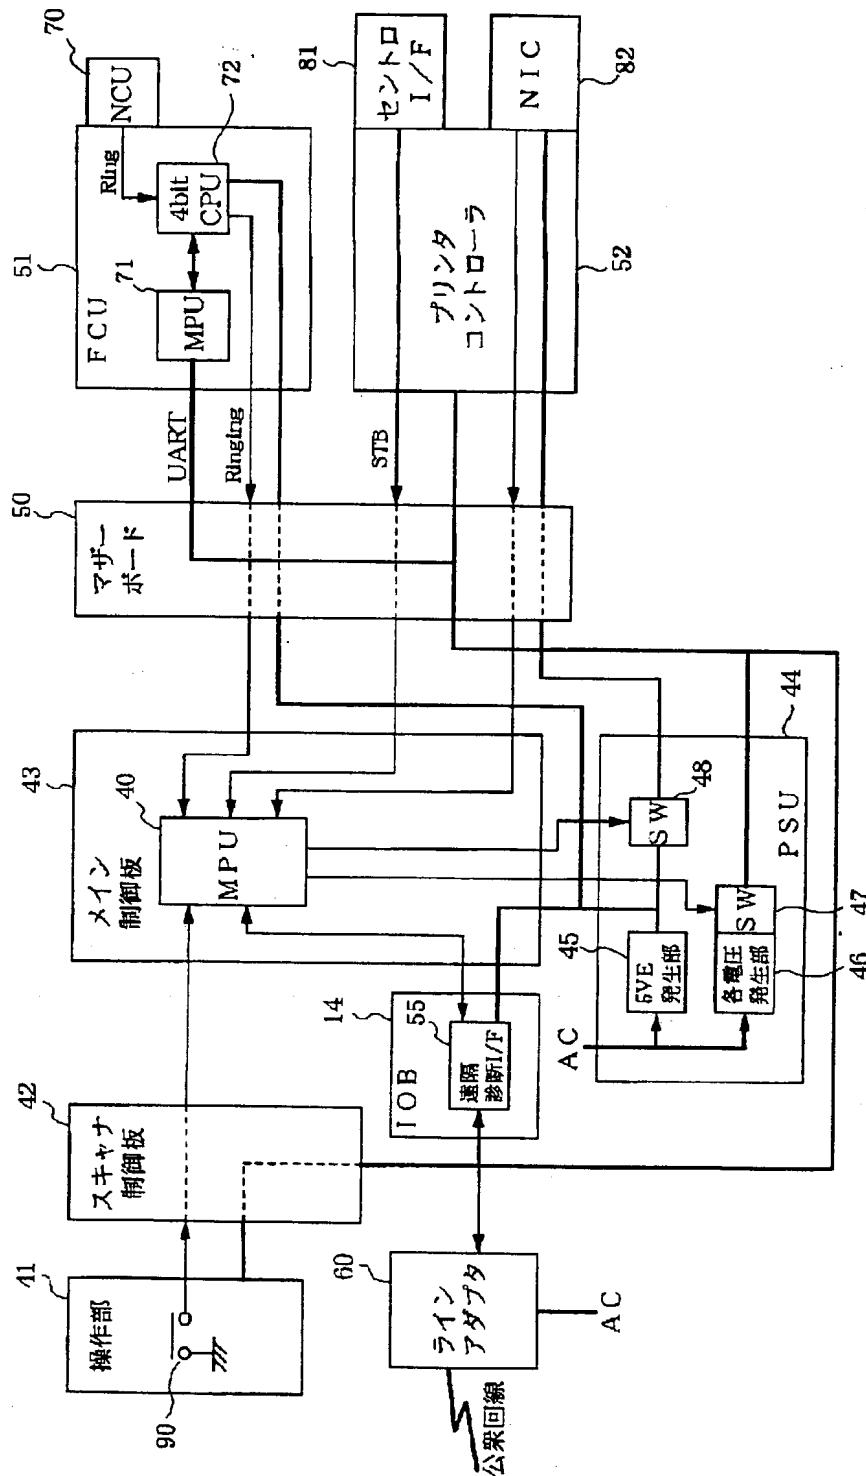 70
NCU
72
Ring
4bit
CPU
51
71
MPU
FCU
UART
Ringing
81
セントロ
I/F
NIC
82
プリンタ
コントローラ
52
STB
50
マザー
ボード
43
40
MPU
メイン
制御板
44
48
SW
PSU
SW
47
45
5VE
発生部
各電圧
発生部
46
AC
14
55
遠隔
診断I/F
IOB
42
スキャナ
制御板
41
操作部
90
60
ライン
アダプタ
AC
公衆回線